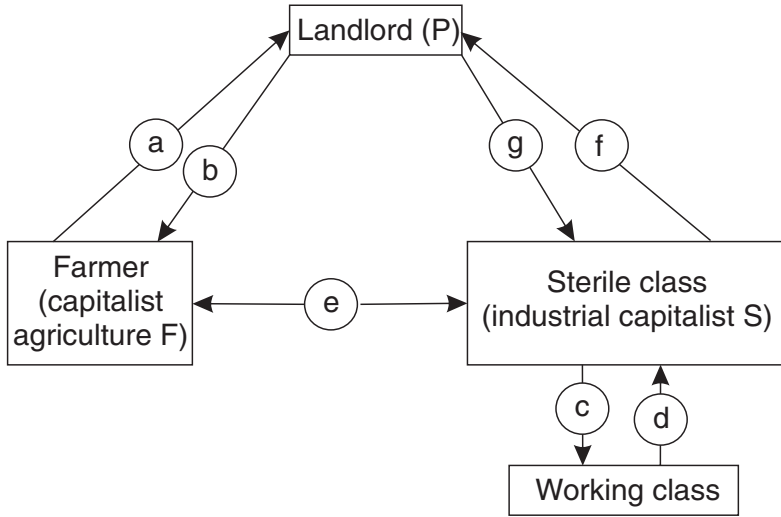 Landlord (P)
a
b
g
f
Farmer
(capitalist
agriculture F)
e
Sterile class
(industrial capitalist S)
c
d
Working class